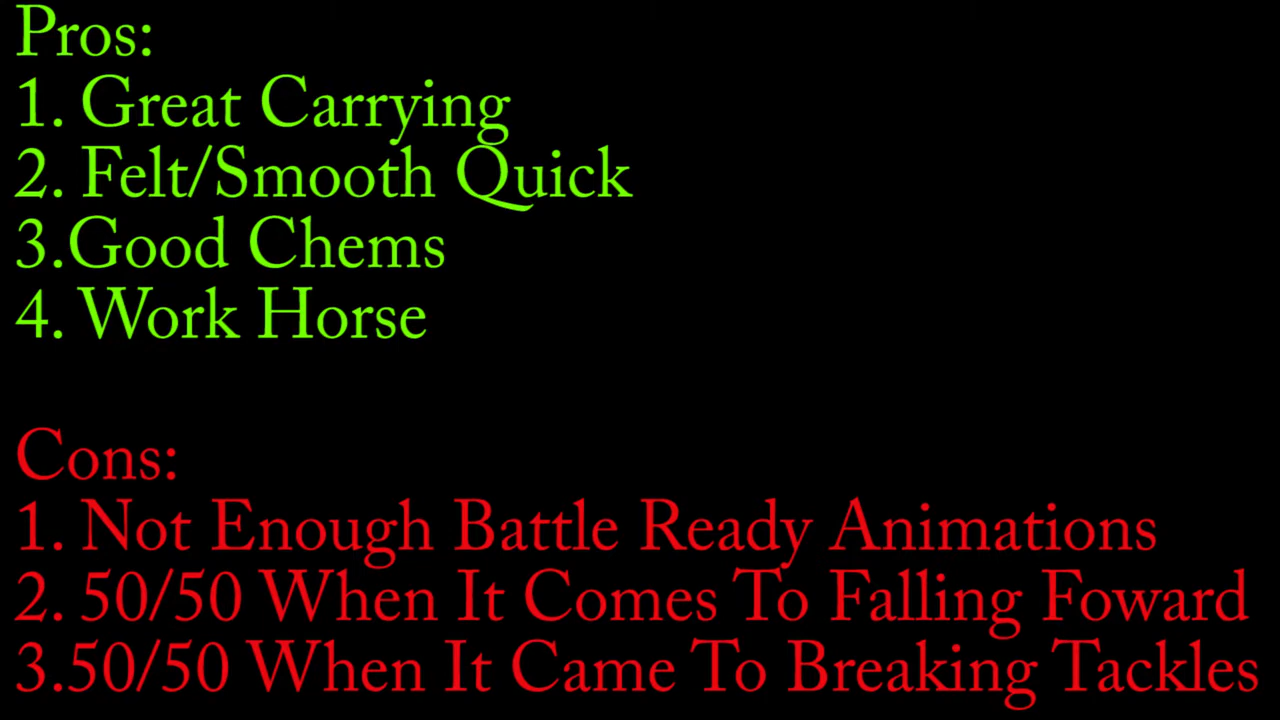 Pros:
1. Great Carrying
2. Felt/Smooth Quick
3.Good Chems
4. Work Horse
Cons:
1. Not Enough Battle Ready Animations
2. 50/50 When It Comes To Falling Foward
3.50/50 When It Came To Breaking Tackles